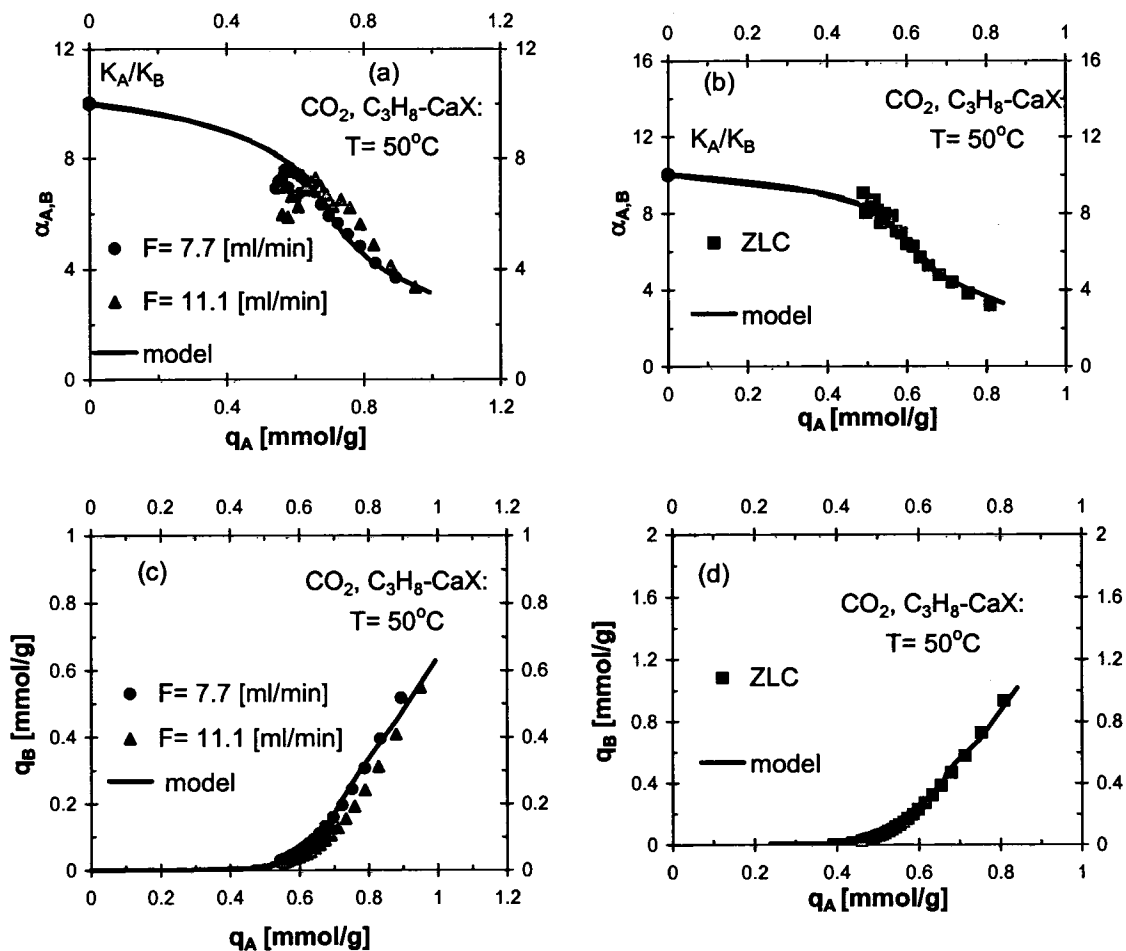 0 0.2 0.4 0.6 0.8 1 1.2
12 12
K_A/K_B (a)
CO₂, C₃H₈-CaX:
T= 50°C
8 8
α_A,B
F= 7.7 [ml/min]
4 4
F= 11.1 [ml/min]
model
0 0
0 0.4 0.8 1.2
q_A [mmol/g]
0 0.2 0.4 0.6 0.8 1
16 16
(b)
CO₂, C₃H₈-CaX:
T= 50°C
12 12
K_A/K_B
8 8
ZLC
4 4
model
0 0
0 0.2 0.4 0.6 0.8 1
q_A [mmol/g]
0 0.2 0.4 0.6 0.8 1 1.2
1 1
(c)
CO₂, C₃H₈-CaX:
T= 50°C
0.8 0.8
0.6 0.6
q_B [mmol/g]
F= 7.7 [ml/min]
0.4 0.4
F= 11.1 [ml/min]
model
0.2 0.2
0 0
0 0.2 0.4 0.6 0.8 1 1.2
q_A [mmol/g]
0 0.2 0.4 0.6 0.8 1
2 2
(d)
1.6 1.6
CO₂, C₃H₈-CaX:
T= 50°C
1.2 1.2
q_B [mmol/g]
ZLC
0.8 0.8
model
0.4 0.4
0 0
0 0.2 0.4 0.6 0.8 1
q_A [mmol/g]